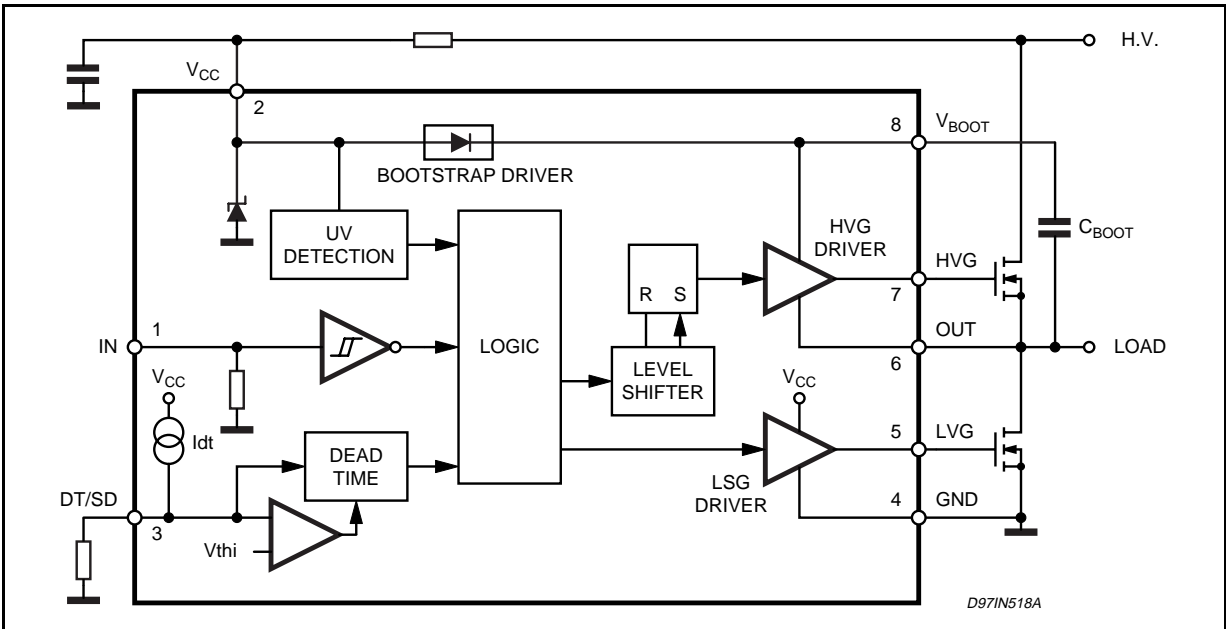 H.V.
VCC
2
8
VBOOT
BOOTSTRAP DRIVER
UV
DETECTION
HVG
DRIVER
CBOOT
HVG
7
R S
1
IN
LOGIC
OUT
6
LOAD
VCC
LEVEL
SHIFTER
VCC
Idt
5
LVG
DEAD
TIME
LSG
DRIVER
DT/SD
4
GND
3
Vthi
D97IN518A